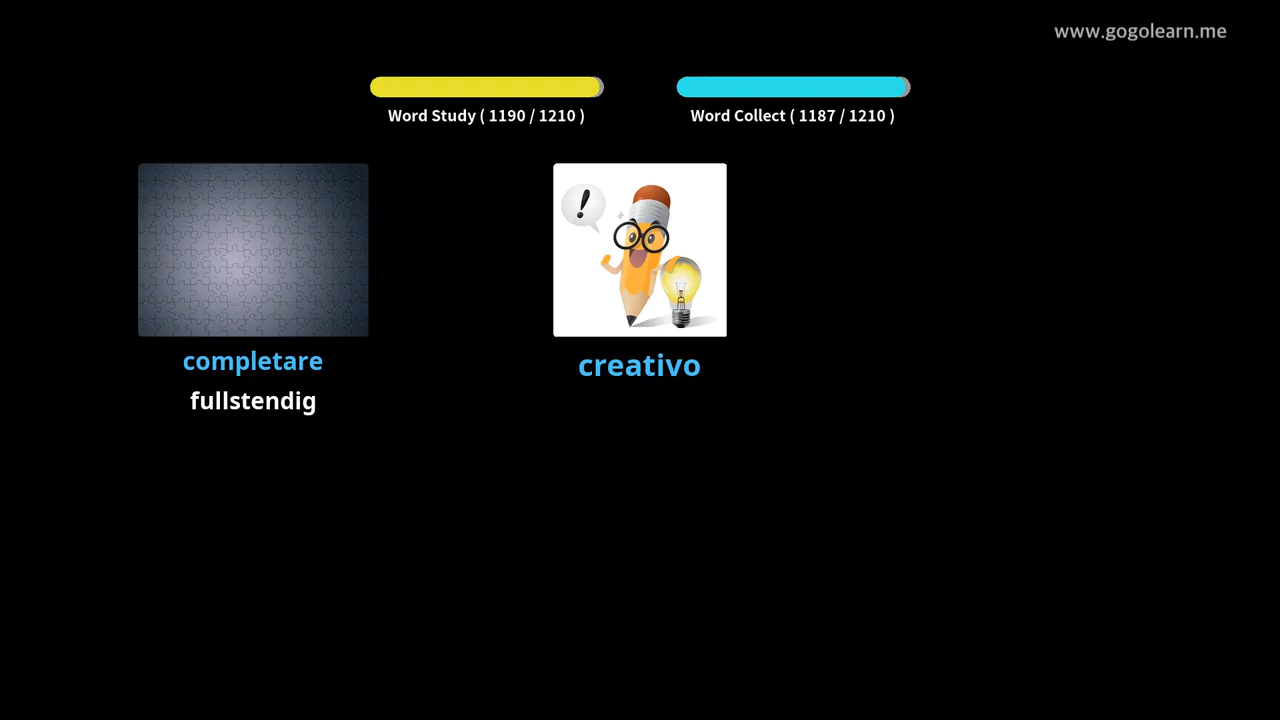 www.gogolearn.me
Word Study ( 1190 / 1210 )
Word Collect ( 1187 / 1210 )
!
completare
fullstendig
creativo